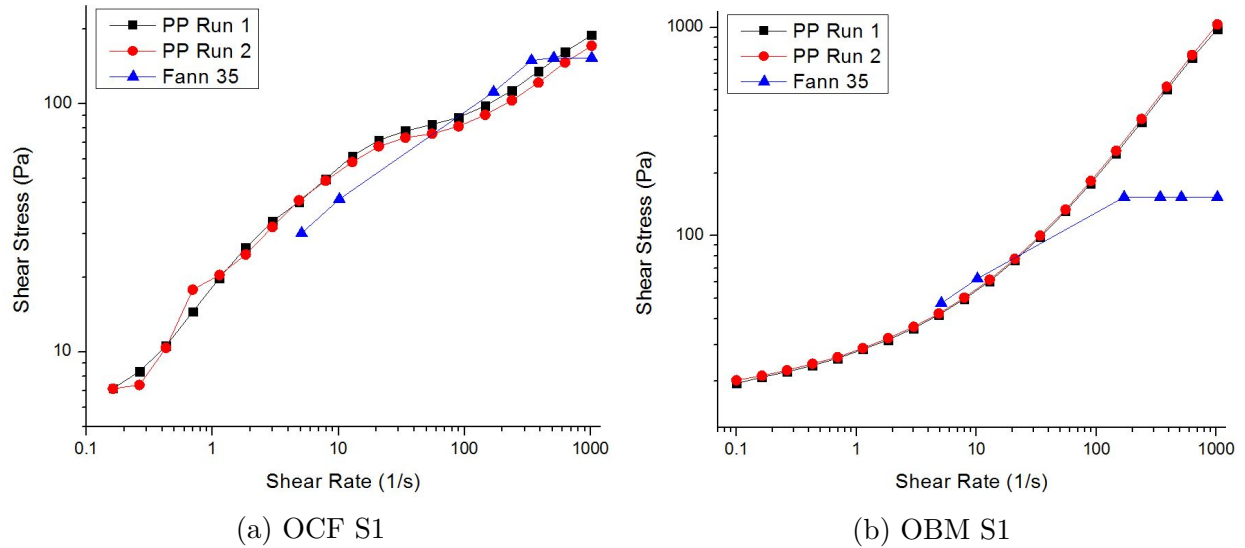 PP Run 1
PP Run 2
Fann 35
100
10
0.1
1
10
100
1000
Shear Stress (Pa)
Shear Rate (1/s)
(a) OCF S1
PP Run 1
PP Run 2
Fann 35
1000
100
0.1
1
10
100
1000
Shear Stress (Pa)
Shear Rate (1/s)
(b) OBM S1